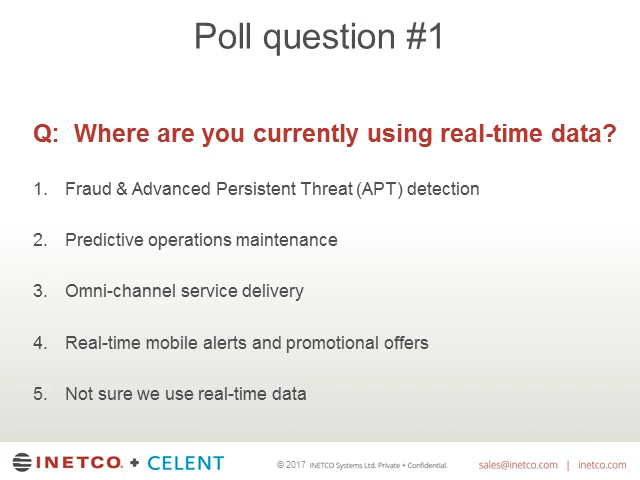 Poll question #1
Q: Where are you currently using real-time data?
1. Fraud & Advanced Persistent Threat (APT) detection
2. Predictive operations maintenance
3. Omni-channel service delivery
4. Real-time mobile alerts and promotional offers
5. Not sure we use real-time data
INETCO. + CELENT © 2017 INETCO Systems Ltd. Private + Confidential. sales@inetco.com | inetco.com